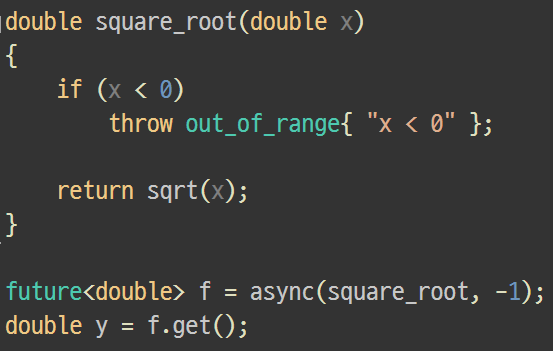 double square_root(double x)
{
    if (x < 0)
        throw out_of_range{ "x < 0" };

    return sqrt(x);
}

future<double> f = async(square_root, -1);
double y = f.get();